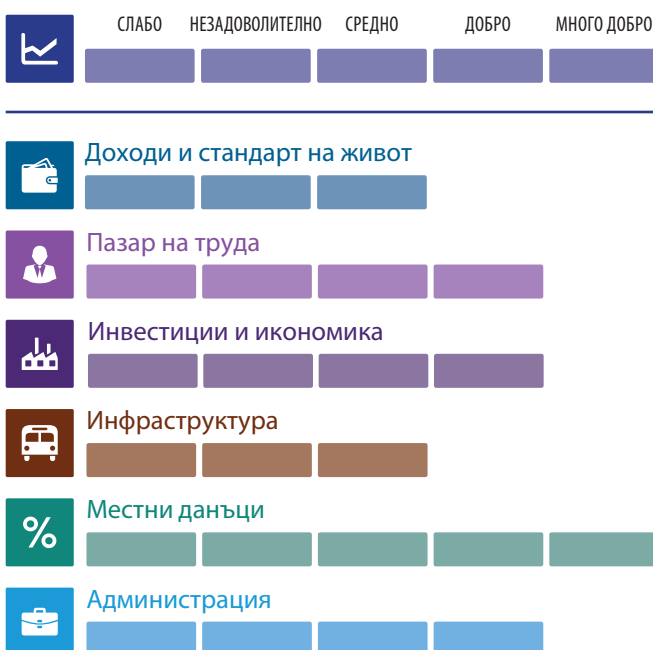 СЛАБО НЕЗАДОВОЛИТЕЛНО СРЕДНО ДОБРО МНОГО ДОБРО
Доходи и стандарт на живот
Пазар на труда
Инвестиции и икономика
Инфраструктура
Местни данъци
%
Администрация